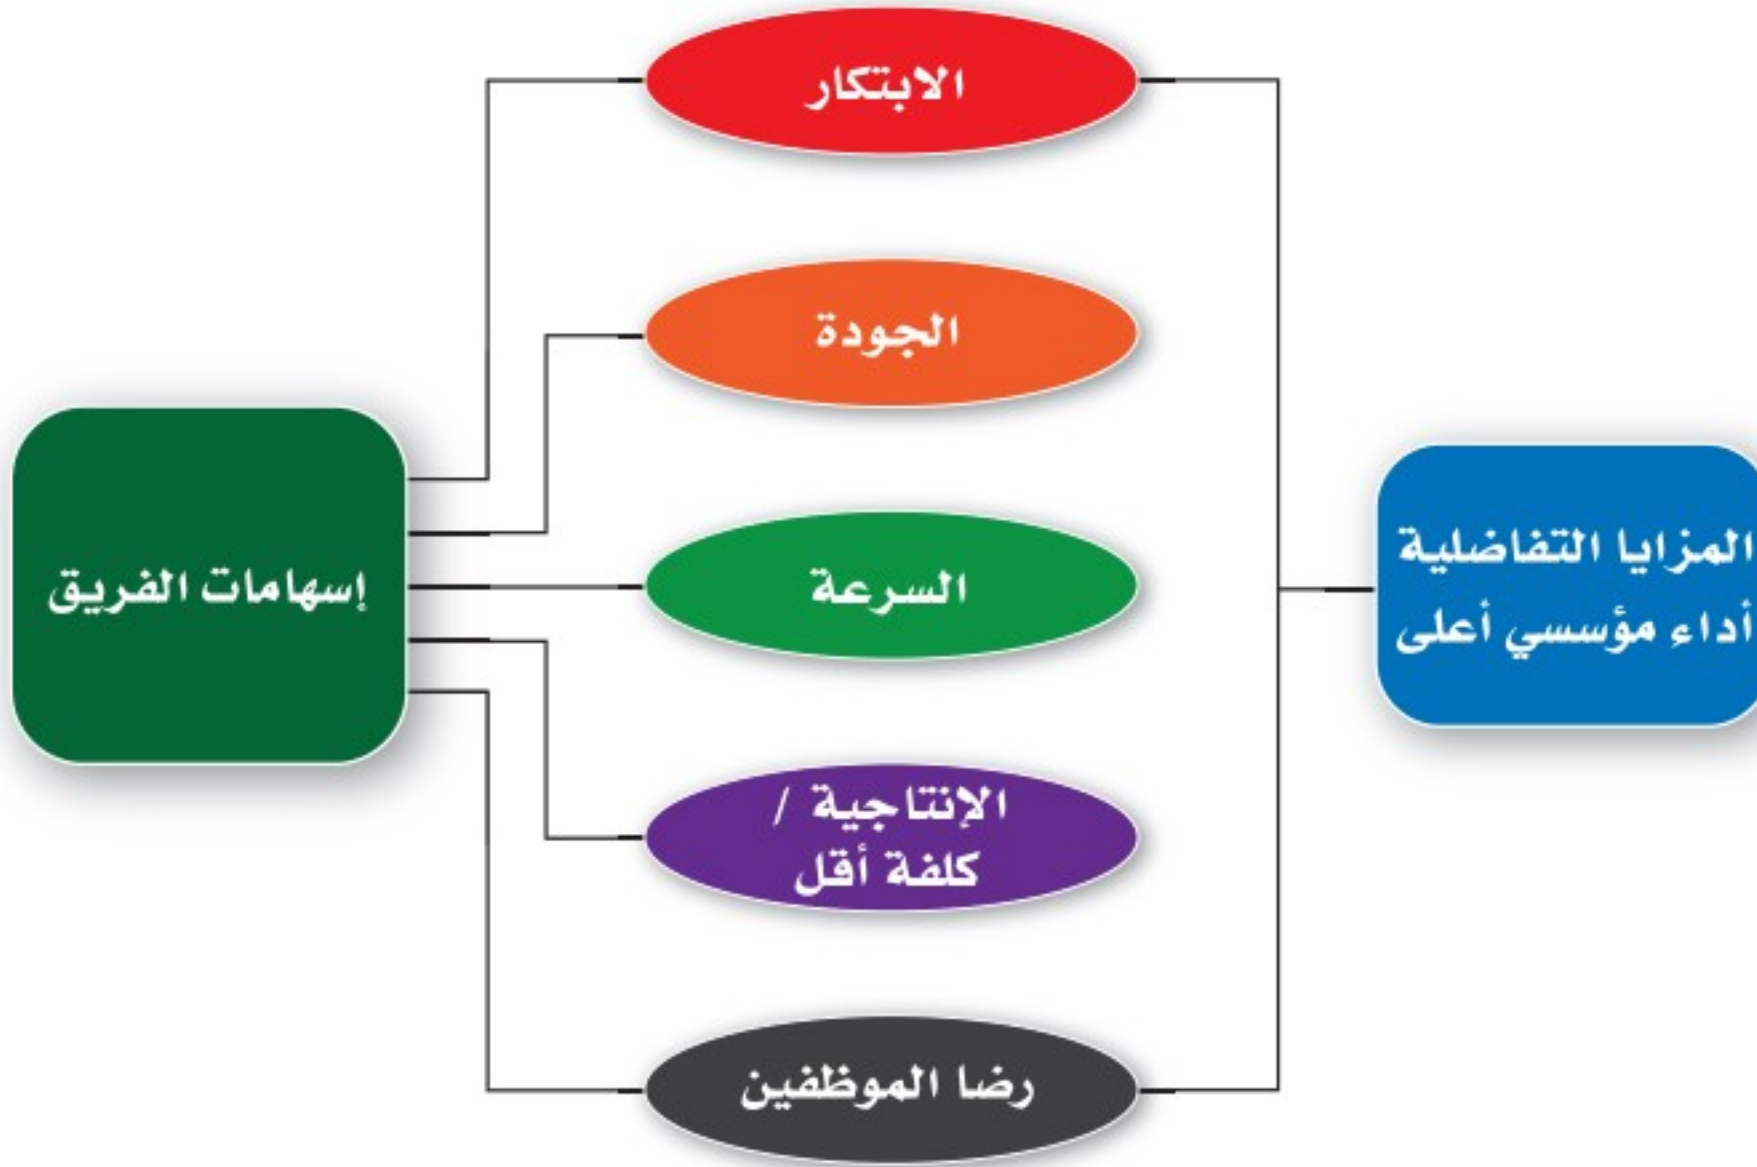 الابتكار
الجودة
السرعة
الإنتاجية /
كلفة أقل
رضا الموظفين
المزايا التفاضلية
أداء مؤسسي أعلى
إسهامات الفريق